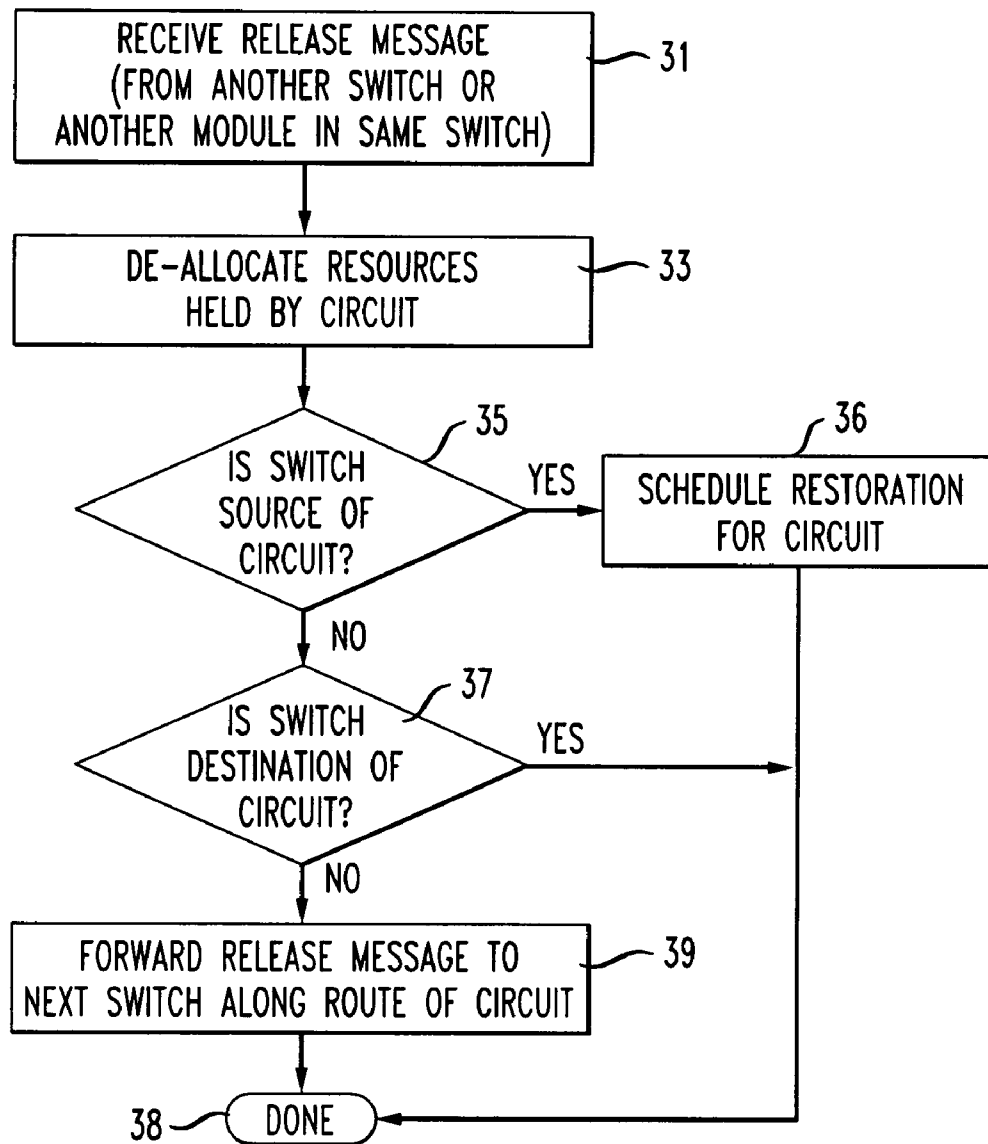 RECEIVE RELEASE MESSAGE
(FROM ANOTHER SWITCH OR
ANOTHER MODULE IN SAME SWITCH)
31
DE-ALLOCATE RESOURCES
HELD BY CIRCUIT
33
35
IS SWITCH
SOURCE OF
CIRCUIT?
YES
36
SCHEDULE RESTORATION
FOR CIRCUIT
NO
37
IS SWITCH
DESTINATION OF
CIRCUIT?
YES
NO
FORWARD RELEASE MESSAGE TO
NEXT SWITCH ALONG ROUTE OF CIRCUIT
39
38
DONE